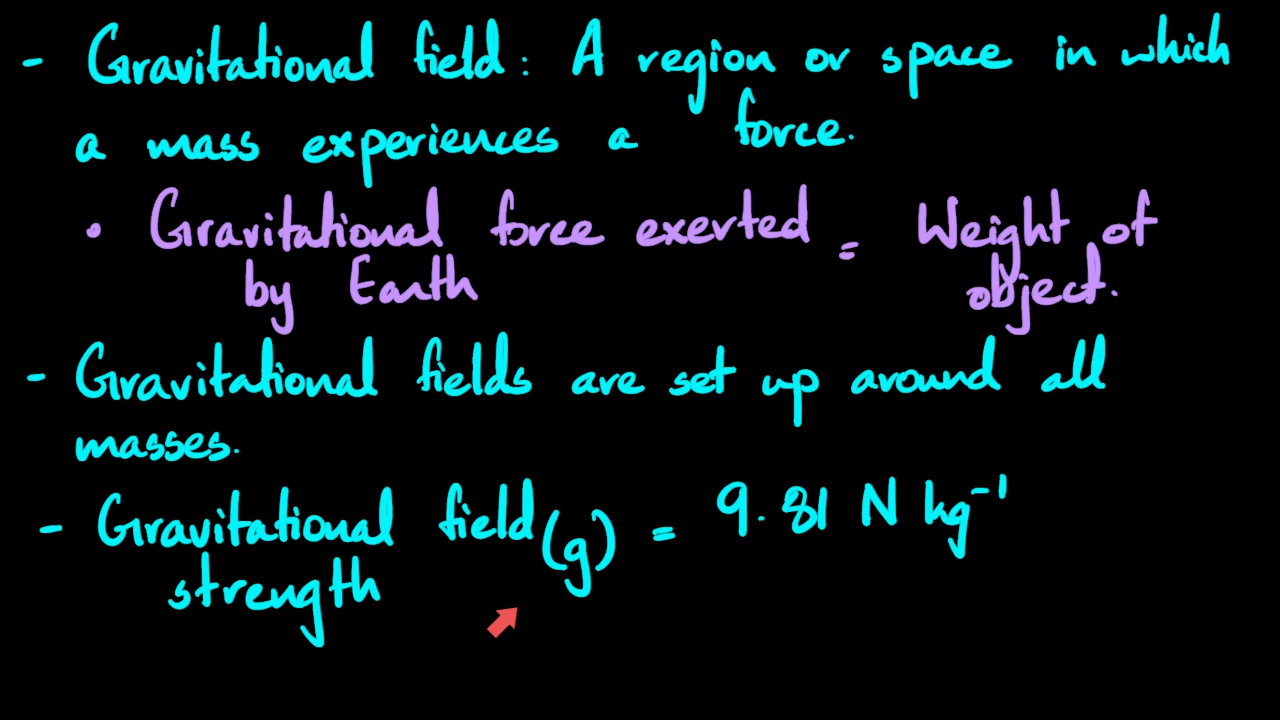 - Gravitational field: A region or space in which
a mass experiences a force.
• Gravitational force exerted = Weight of
by Earth object.
- Gravitational fields are set up around all
masses.
- Gravitational field (g) = 9.81 N kg⁻¹
strength